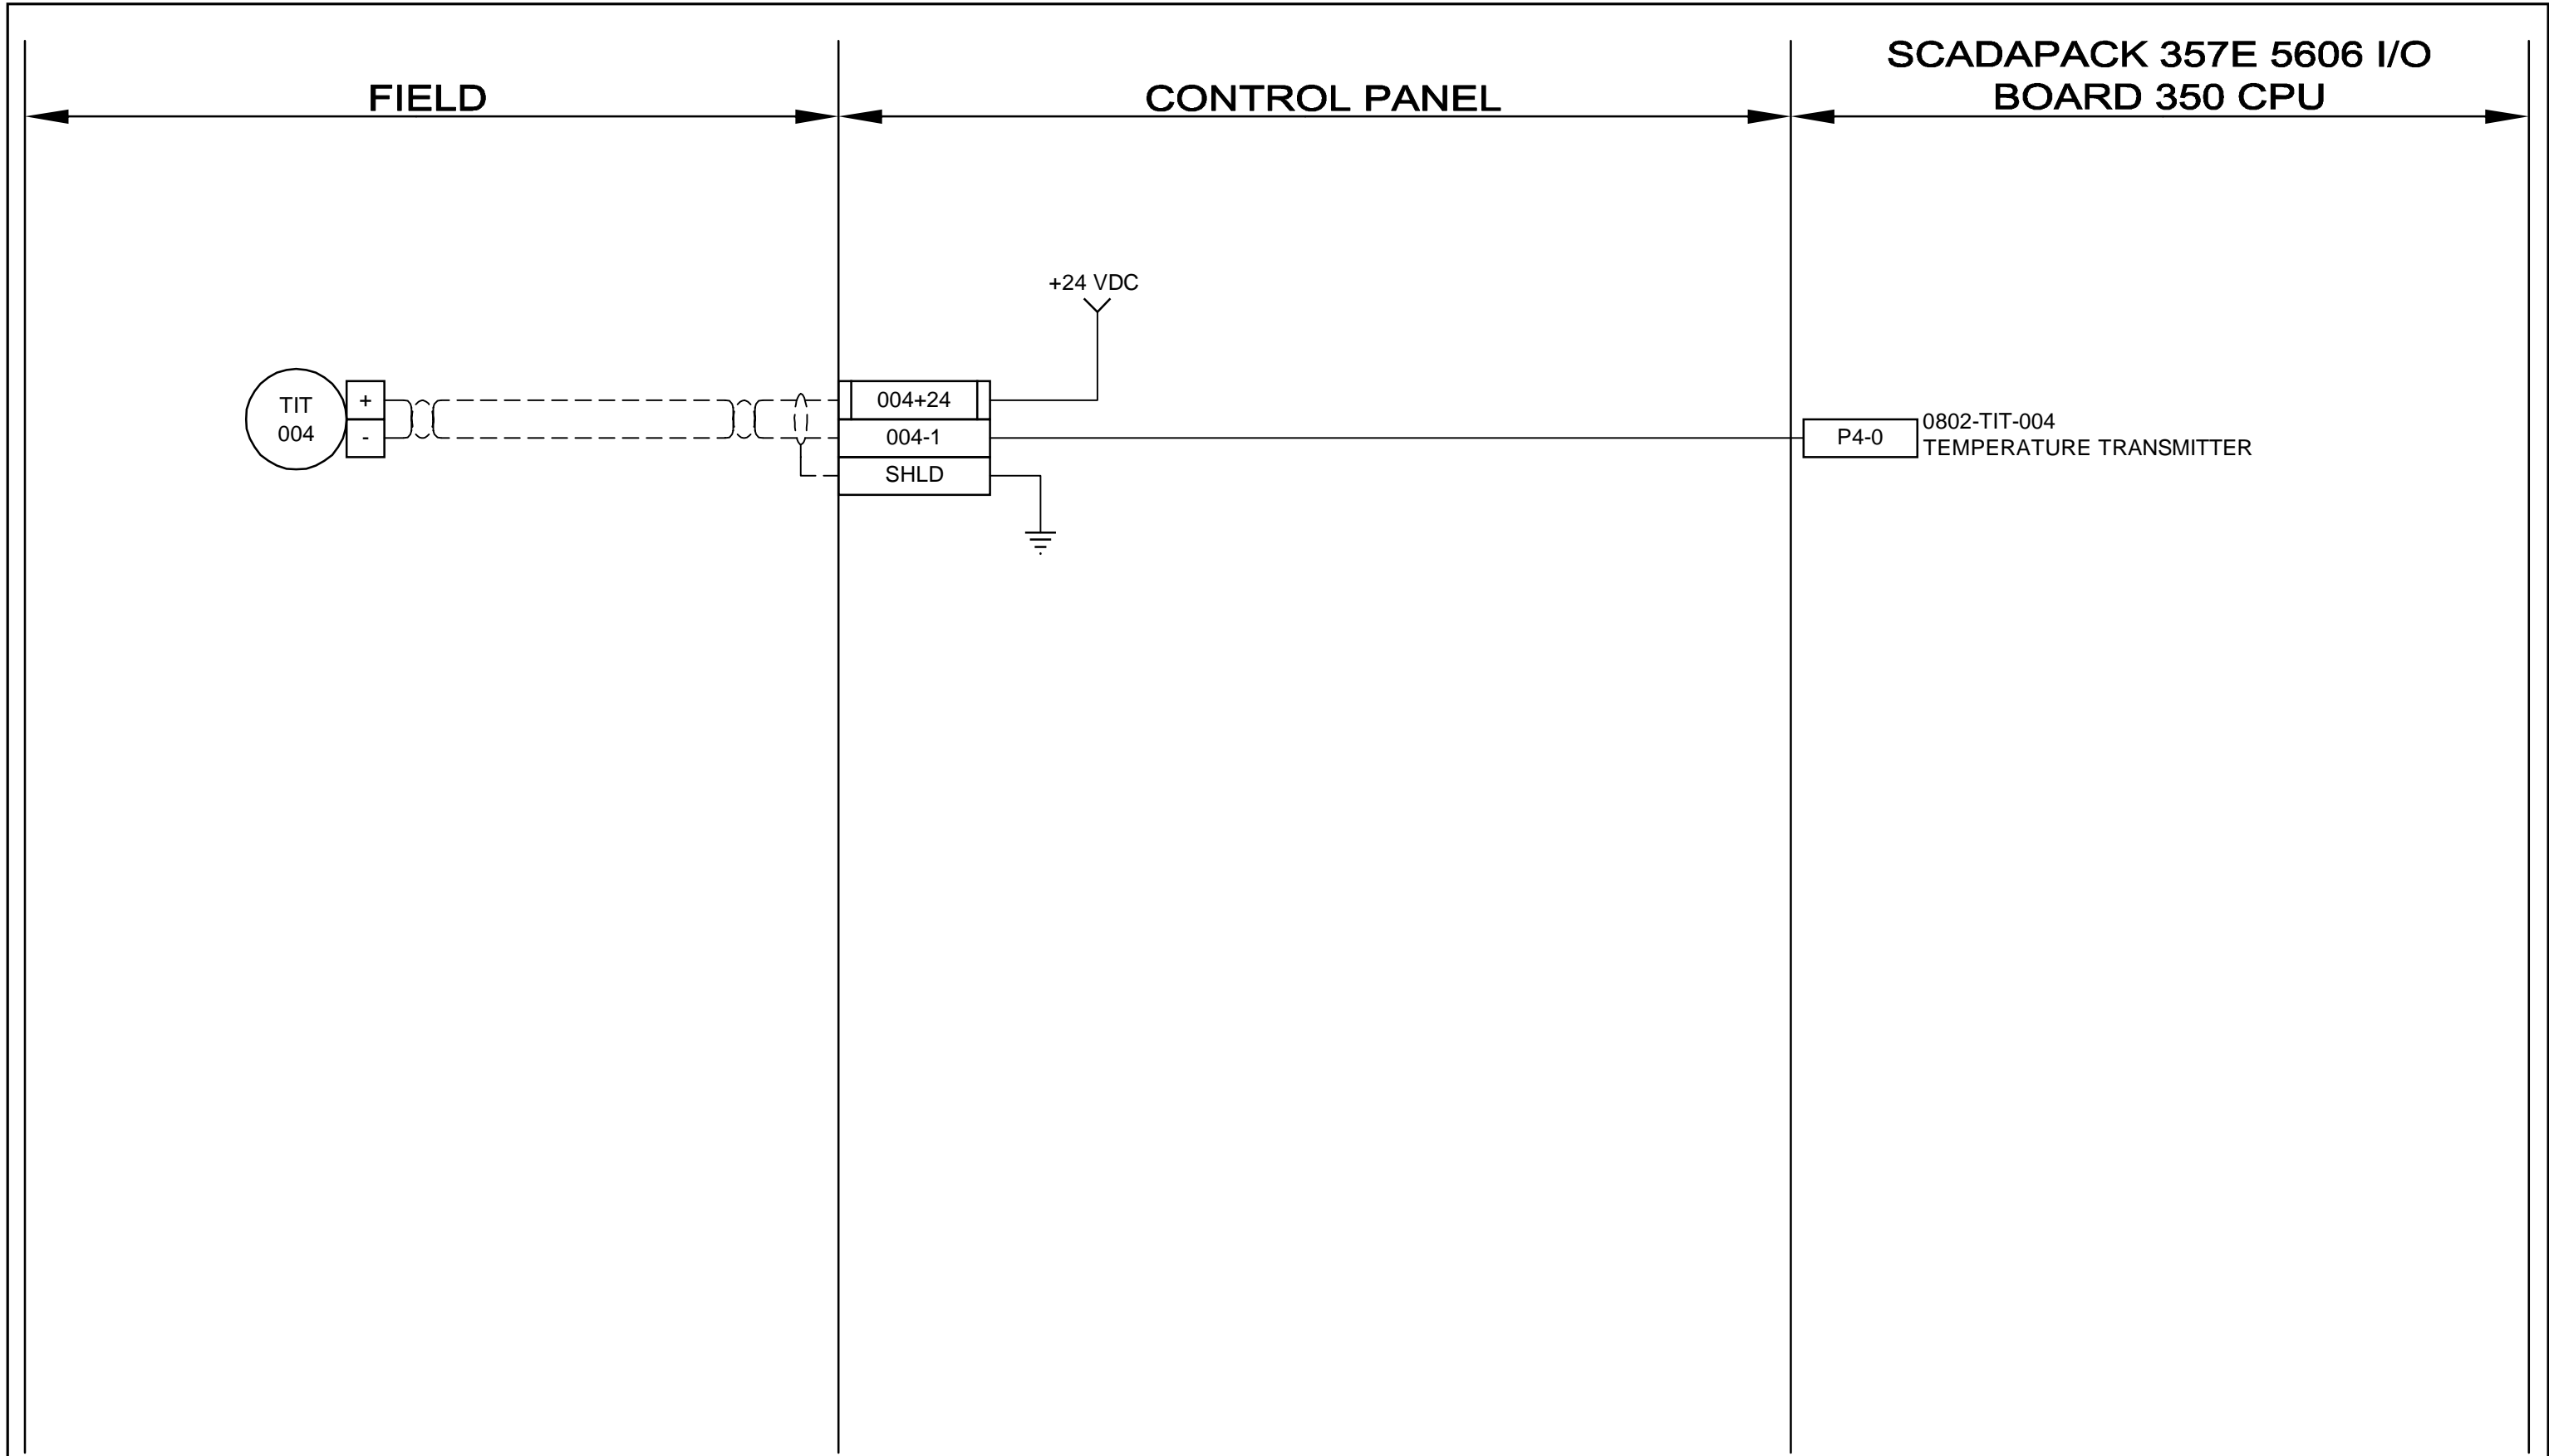 FIELD
CONTROL PANEL
SCADAPACK 357E 5606 I/O
BOARD 350 CPU
+24 VDC
TIT
004
+
-
004+24
004-1
SHLD
P4-0
0802-TIT-004
TEMPERATURE TRANSMITTER